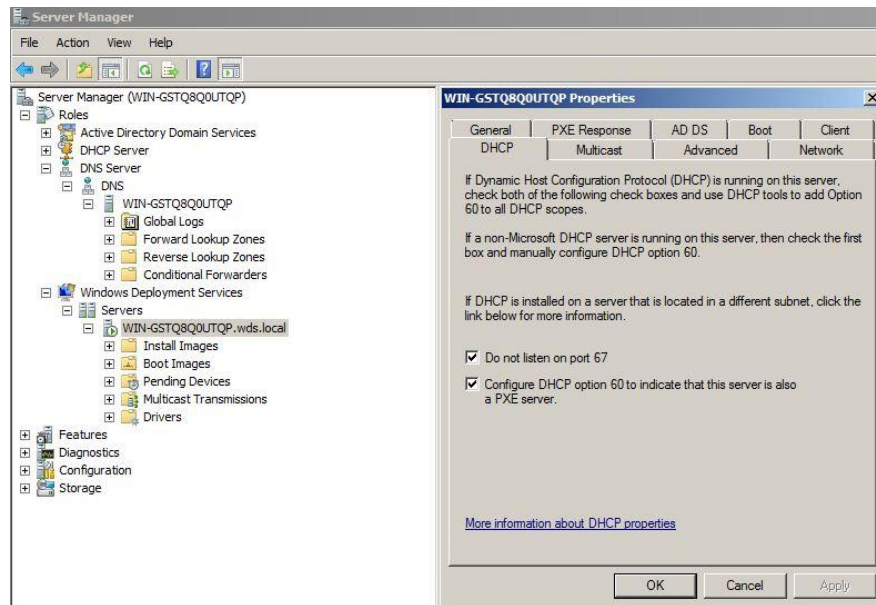 Server Manager
File Action View Help
Server Manager (WIN-GSTQ8Q0UTQP)
Roles
Active Directory Domain Services
DHCP Server
DNS Server
DNS
WIN-GSTQ8Q0UTQP
Global Logs
Forward Lookup Zones
Reverse Lookup Zones
Conditional Forwarders
Windows Deployment Services
Servers
WIN-GSTQ8Q0UTQP.wds.local
Install Images
Boot Images
Pending Devices
Multicast Transmissions
Drivers
Features
Diagnostics
Configuration
Storage
WIN-GSTQ8Q0UTQP Properties
General PXE Response AD DS Boot Client
DHCP Multicast Advanced Network
If Dynamic Host Configuration Protocol (DHCP) is running on this server,
check both of the following check boxes and use DHCP tools to add Option
60 to all DHCP scopes.
If a non-Microsoft DHCP server is running on this server, then check the first
box and manually configure DHCP option 60.
If DHCP is installed on a server that is located in a different subnet, click the
link below for more information.
Do not listen on port 67
Configure DHCP option 60 to indicate that this server is also
a PXE server.
More information about DHCP properties
OK Cancel Apply